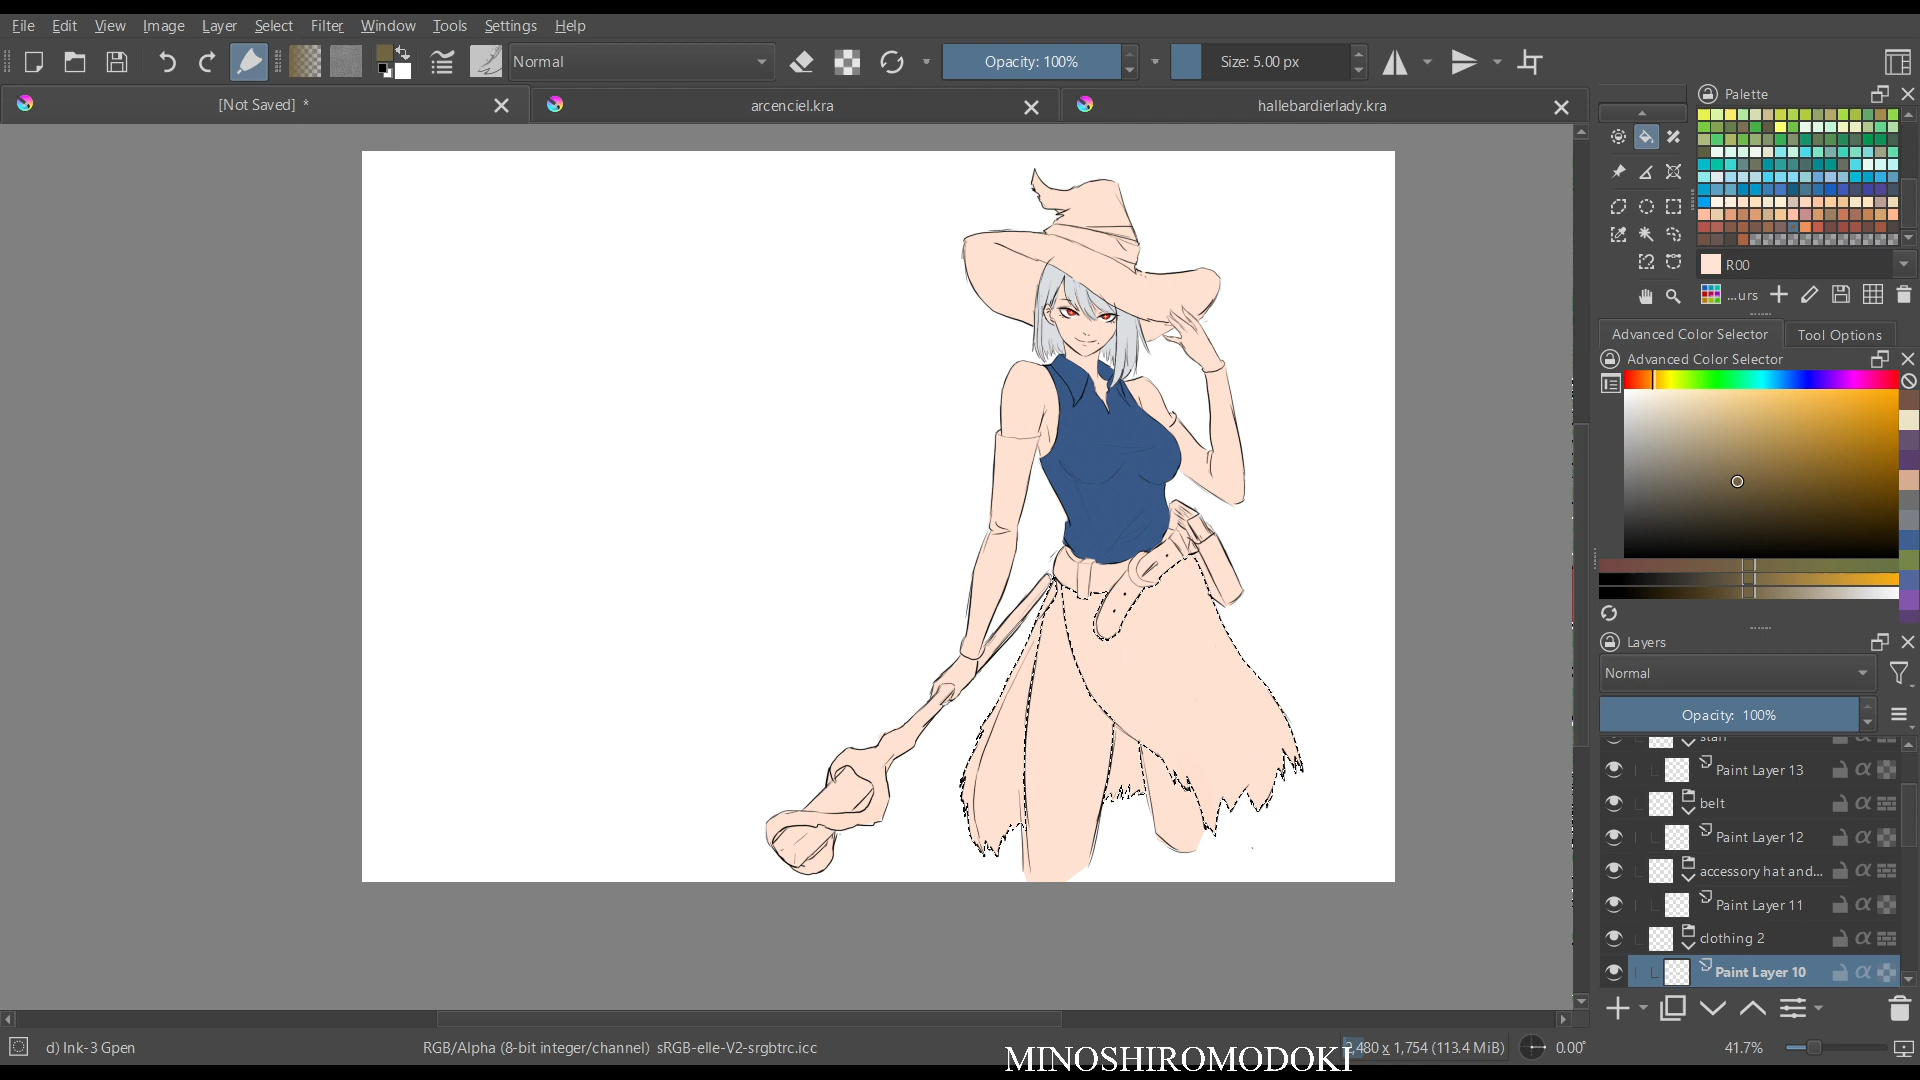 File Edit View Image Layer Select Filter Window Tools Settings Help
Normal
Opacity: 100%
Size: 5.00 px
[Not Saved] *
arcenciel.kra
hallebardierlady.kra
Palette
R00
...urs
Advanced Color Selector
Tool Options
Advanced Color Selector
Layers
Normal
Opacity: 100%
Paint Layer 13
belt
Paint Layer 12
accessory hat and...
Paint Layer 11
clothing 2
Paint Layer 10
d) Ink-3 Gpen
RGB/Alpha (8-bit integer/channel) sRGB-elle-V2-srgbtrc.icc
MINOSHIROMODOKI
2,480 x 1,754 (113.4 MiB)
0.00°
41.7%